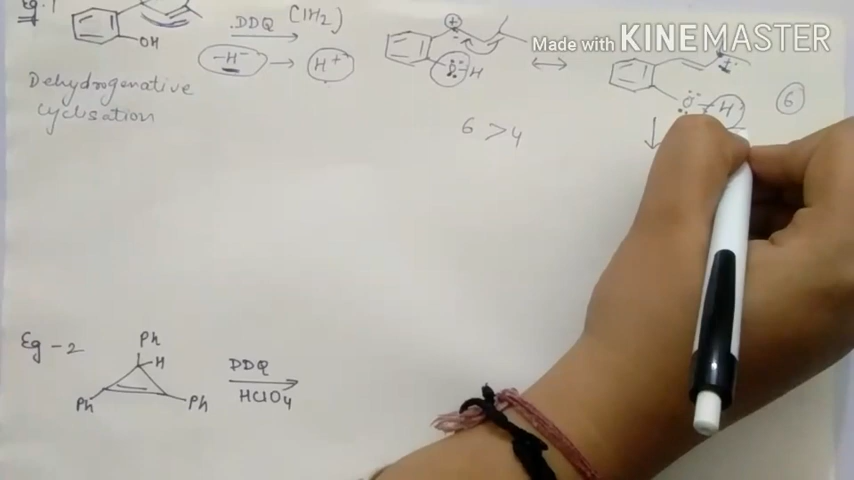 Eg.1
.DDQ (1H2)
OH
-H⁻ → H⁺
Dehydrogenative
cyclisation
H
6 > 4
H
6
Made with KINEMASTER
Eg-2
Ph
H
Ph
Ph
DDQ
HClO4